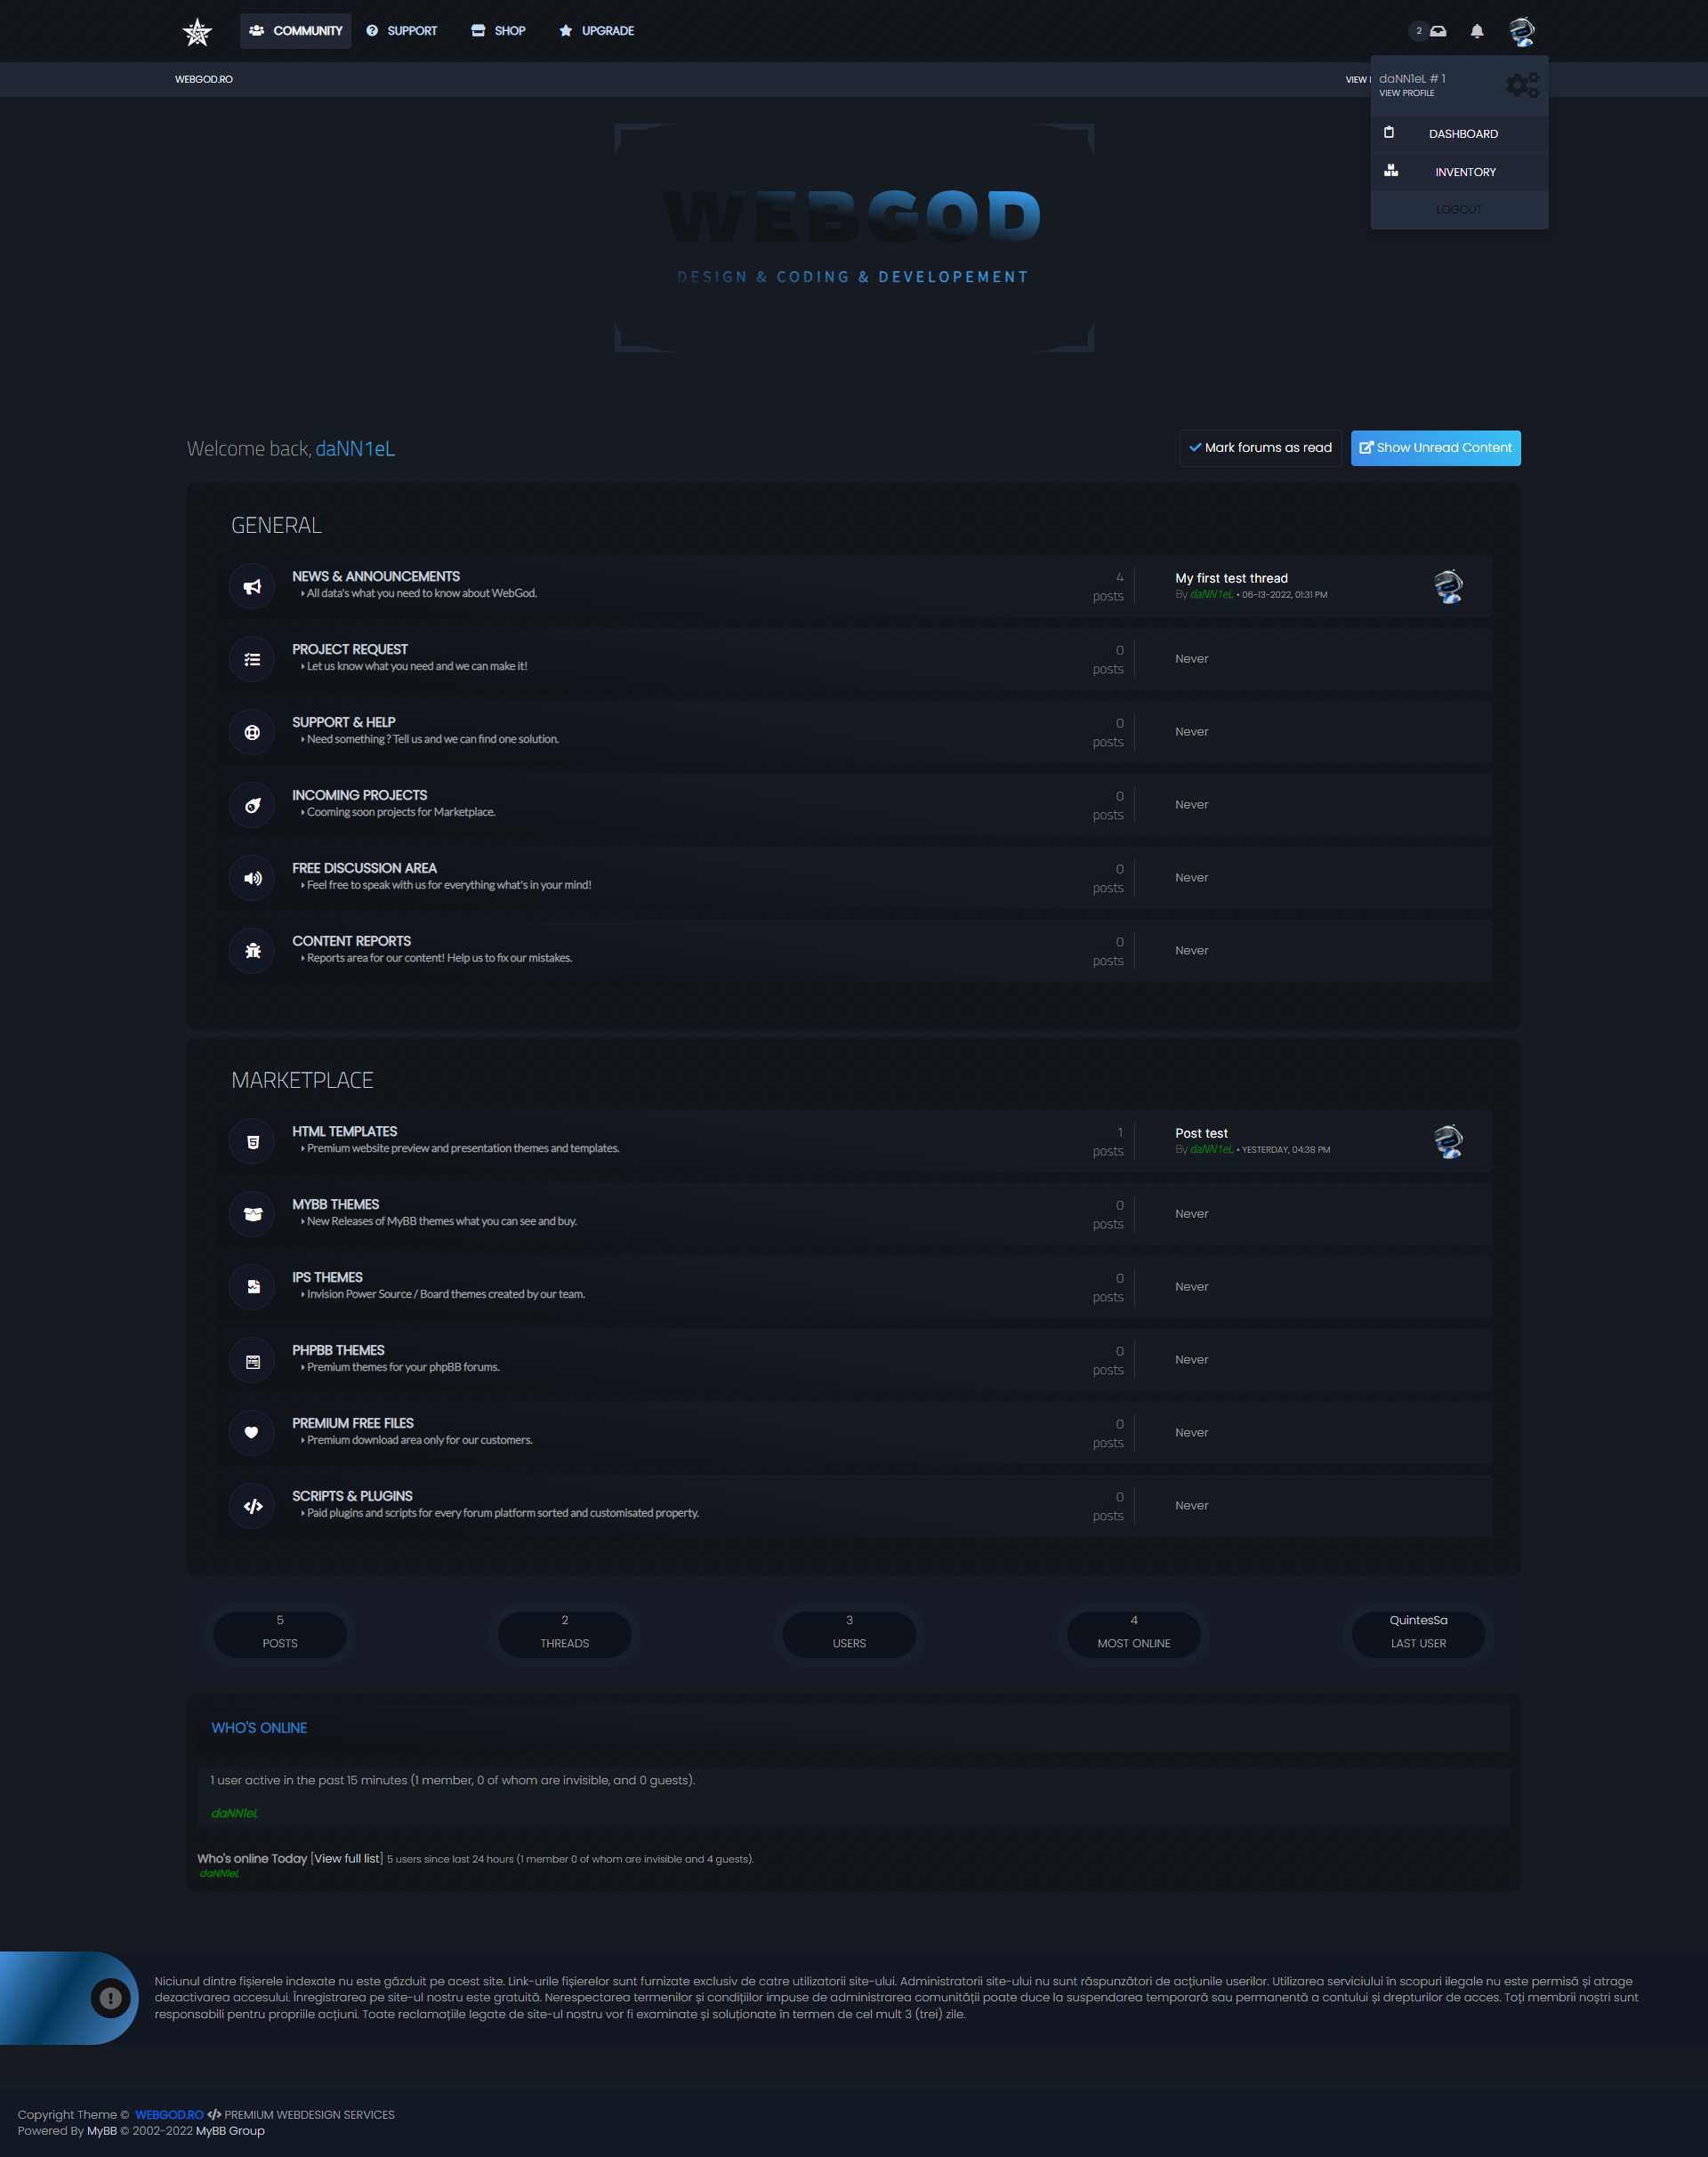 COMMUNITY
SUPPORT
SHOP
UPGRADE
2
WEBGOD.RO
VIEW
daNN1eL # 1
VIEW PROFILE
DASHBOARD
INVENTORY
LOGOUT
WEBGOD
DESIGN & CODING & DEVELOPEMENT
Welcome back, daNN1eL
Mark forums as read
Show Unread Content
GENERAL
NEWS & ANNOUNCEMENTS
All data's what you need to know about WebGod.
4
posts
My first test thread
By daNN1eL • 06-13-2022, 01:31 PM
PROJECT REQUEST
Let us know what you need and we can make it!
0
posts
Never
SUPPORT & HELP
Need something ? Tell us and we can find one solution.
0
posts
Never
INCOMING PROJECTS
Cooming soon projects for Marketplace.
0
posts
Never
FREE DISCUSSION AREA
Feel free to speak with us for everything what's in your mind!
0
posts
Never
CONTENT REPORTS
Reports area for our content! Help us to fix our mistakes.
0
posts
Never
MARKETPLACE
HTML TEMPLATES
Premium website preview and presentation themes and templates.
1
posts
Post test
By daNN1eL • YESTERDAY, 04:38 PM
MYBB THEMES
New Releases of MyBB themes what you can see and buy.
0
posts
Never
IPS THEMES
Invision Power Source / Board themes created by our team.
0
posts
Never
PHPBB THEMES
Premium themes for your phpBB forums.
0
posts
Never
PREMIUM FREE FILES
Premium download area only for our customers.
0
posts
Never
SCRIPTS & PLUGINS
Paid plugins and scripts for every forum platform sorted and customisated property.
0
posts
Never
5
POSTS
2
THREADS
3
USERS
4
MOST ONLINE
QuintesSa
LAST USER
WHO'S ONLINE
1 user active in the past 15 minutes (1 member, 0 of whom are invisible, and 0 guests).
daNN1eL
Who's online Today [View full list] 5 users since last 24 hours (1 member 0 of whom are invisible and 4 guests).
daNN1eL
Niciunul dintre fișierele indexate nu este găzduit pe acest site. Link-urile fișierelor sunt furnizate exclusiv de catre utilizatorii site-ului. Administratorii site-ului nu sunt răspunzători de acțiunile userilor. Utilizarea serviciului în scopuri ilegale nu este permisă și atrage
dezactivarea accesului. Înregistrarea pe site-ul nostru este gratuită. Nerespectarea termenilor și condițiilor impuse de administrarea comunității poate duce la suspendarea temporară sau permanentă a contului și drepturilor de acces. Toți membrii noștri sunt
responsabili pentru propriile acțiuni. Toate reclamațiile legate de site-ul nostru vor fi examinate și soluționate în termen de cel mult 3 (trei) zile.
Copyright Theme © WEBGOD.RO PREMIUM WEBDESIGN SERVICES
Powered By MyBB © 2002-2022 MyBB Group